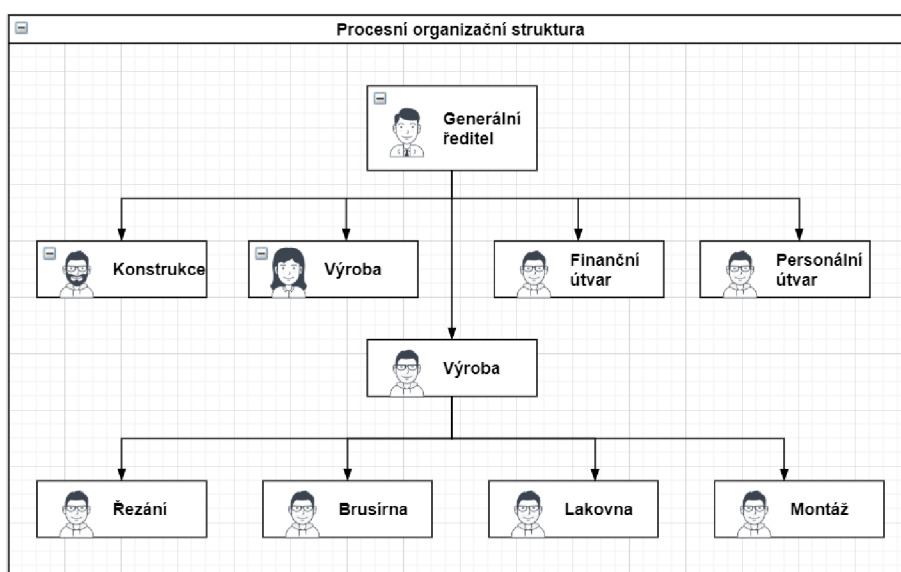 Procesní organizační struktura
Generální
ředitel
Konstrukce
Výroba
Finanční
útvar
Personální
útvar
Výroba
Řezání
Brusírna
Lakovna
Montáž